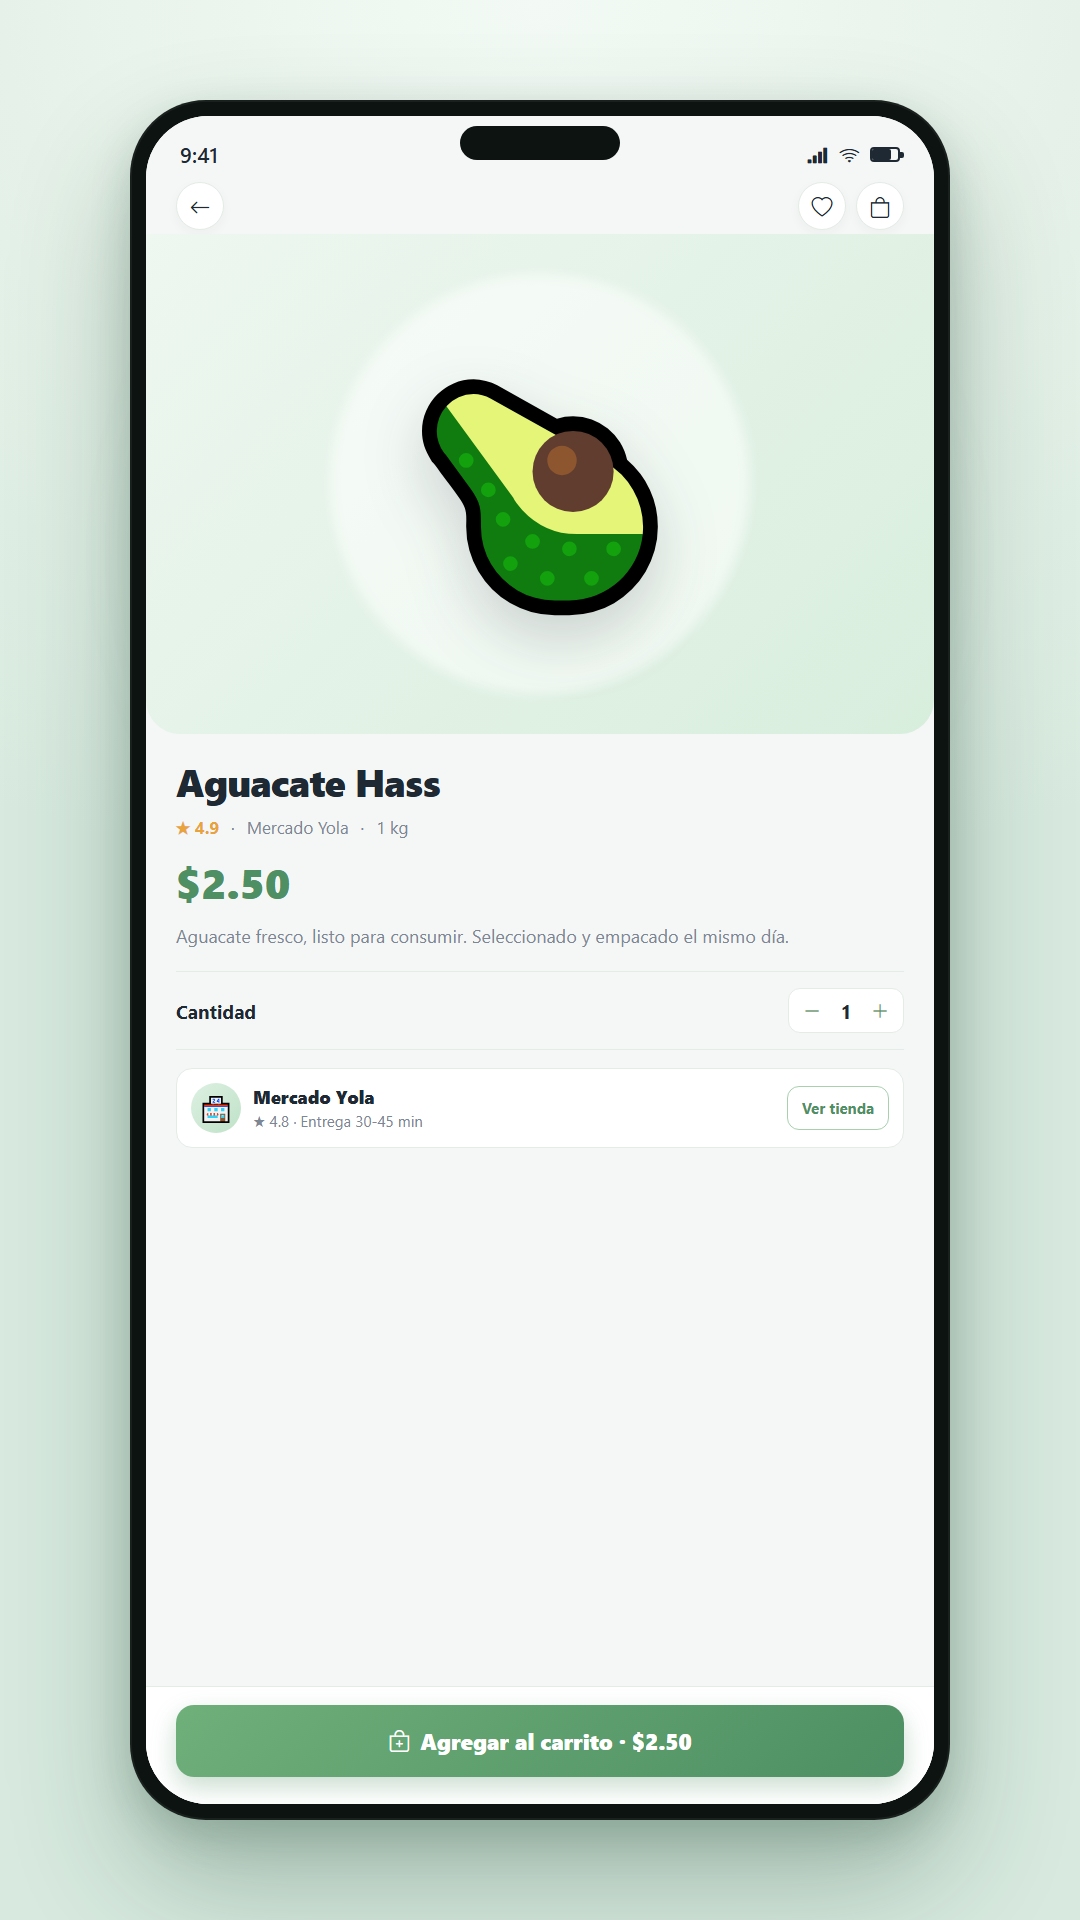 9:41
Aguacate Hass
★ 4.9 · Mercado Yola · 1 kg
$2.50
Aguacate fresco, listo para consumir. Seleccionado y empacado el mismo día.
Cantidad
− 1 +
Mercado Yola
★ 4.8 · Entrega 30-45 min
Ver tienda
Agregar al carrito · $2.50